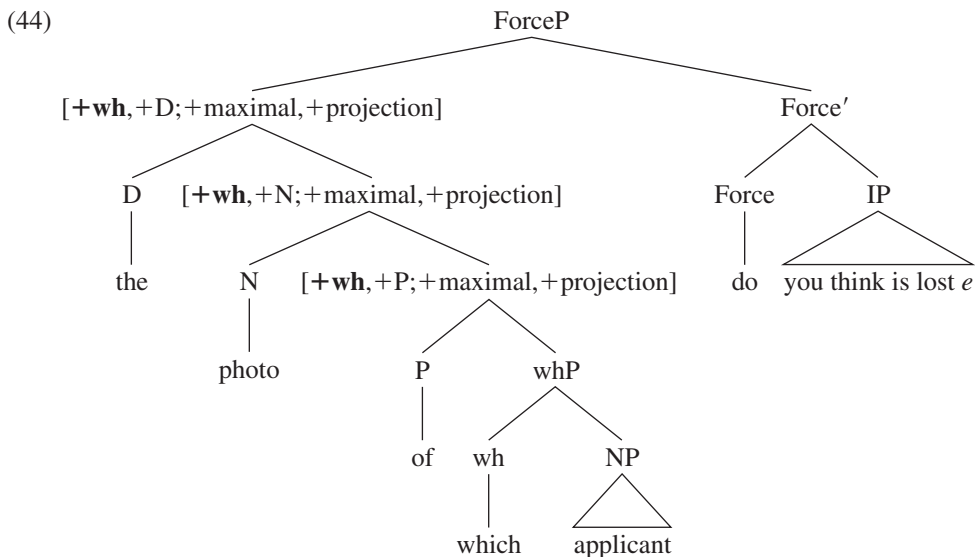 (44) ForceP
[+wh, +D; +maximal, +projection] Force′
D [+wh, +N; +maximal, +projection] Force IP
the N [+wh, +P; +maximal, +projection] do you think is lost e
photo P whP
of wh NP
which applicant